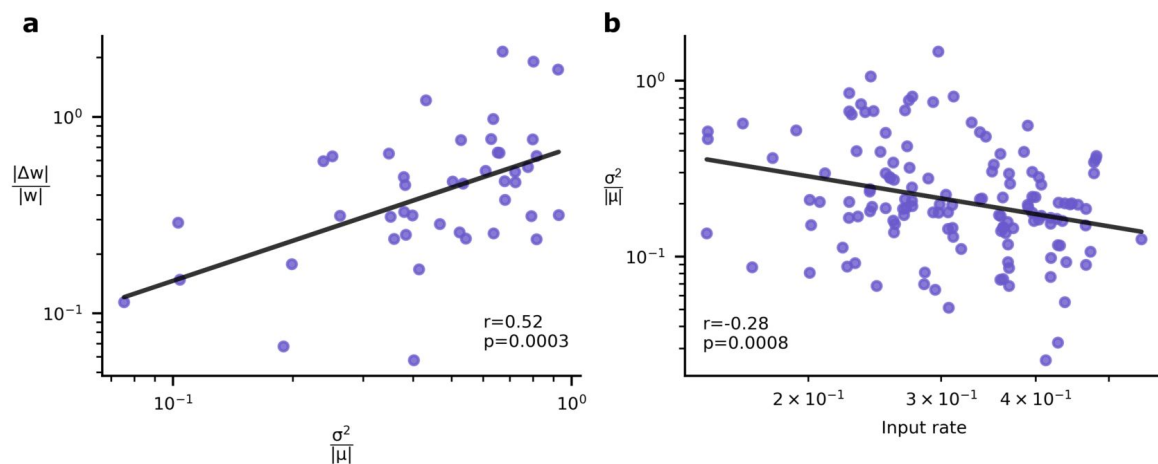 a
|Δw|
|w|
10⁰
10⁻¹
r=0.52
p=0.0003
10⁻¹
10⁰
σ²
|μ|
b
σ²
|μ|
10⁰
10⁻¹
r=-0.28
p=0.0008
2 × 10⁻¹
3 × 10⁻¹
4 × 10⁻¹
Input rate